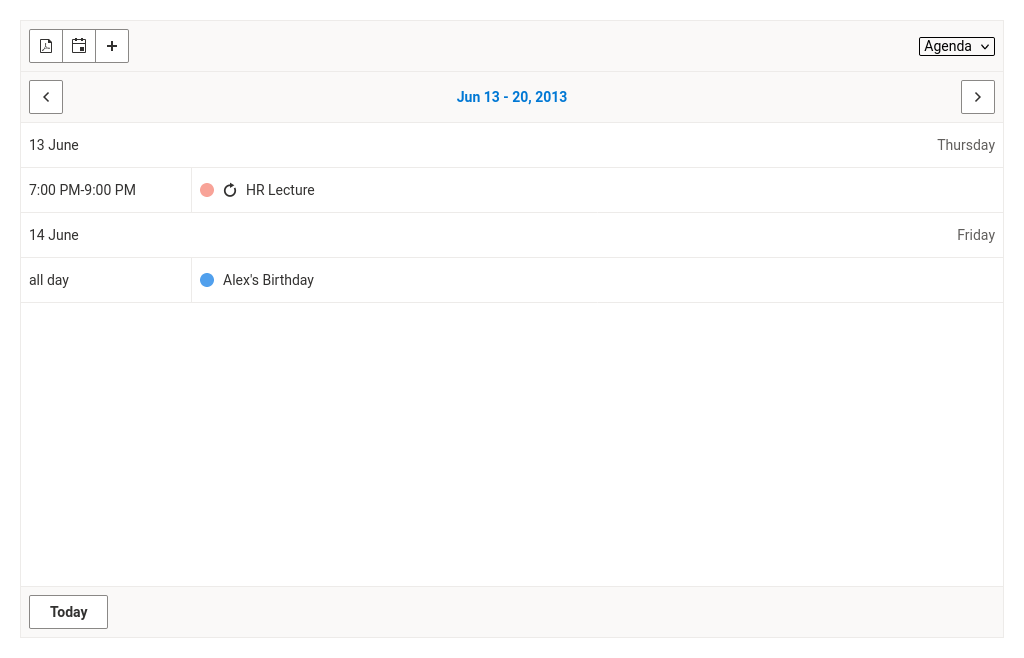 Agenda
Jun 13 - 20, 2013
13 June Thursday
7:00 PM-9:00 PM HR Lecture
14 June Friday
all day Alex's Birthday
Today